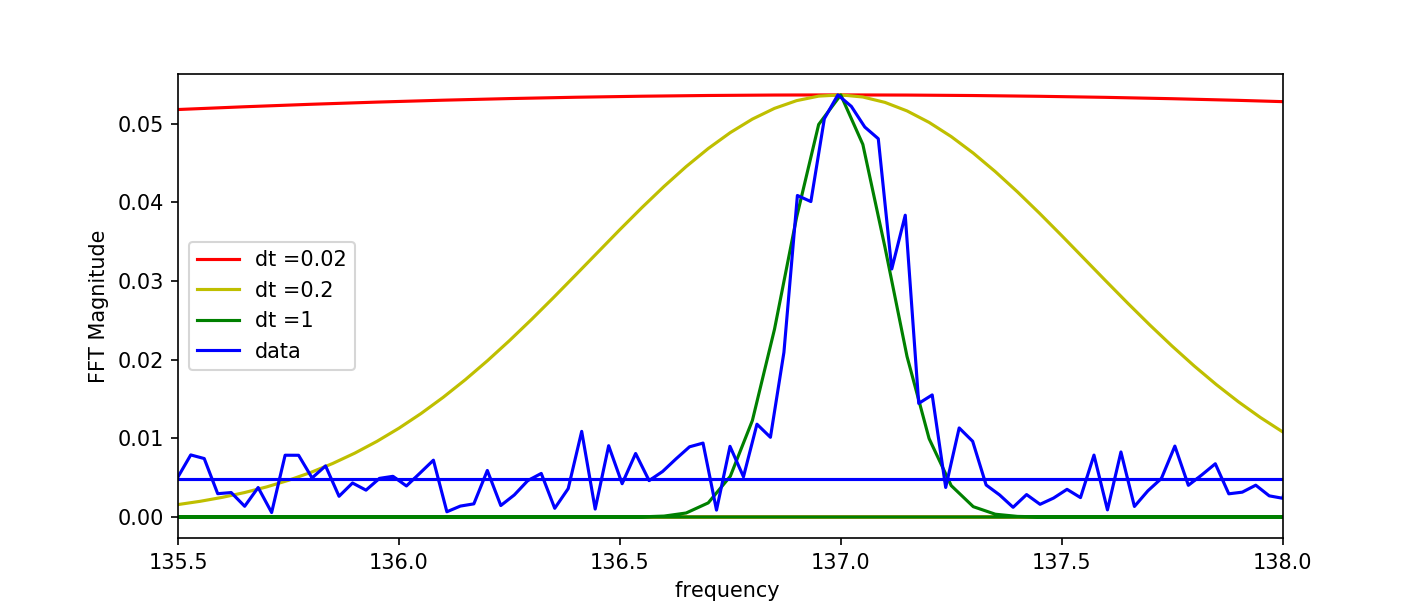 FFT Magnitude
0.05
0.04
0.03
0.02
0.01
0.00
dt =0.02
dt =0.2
dt =1
data
135.5 136.0 136.5 137.0 137.5 138.0
frequency